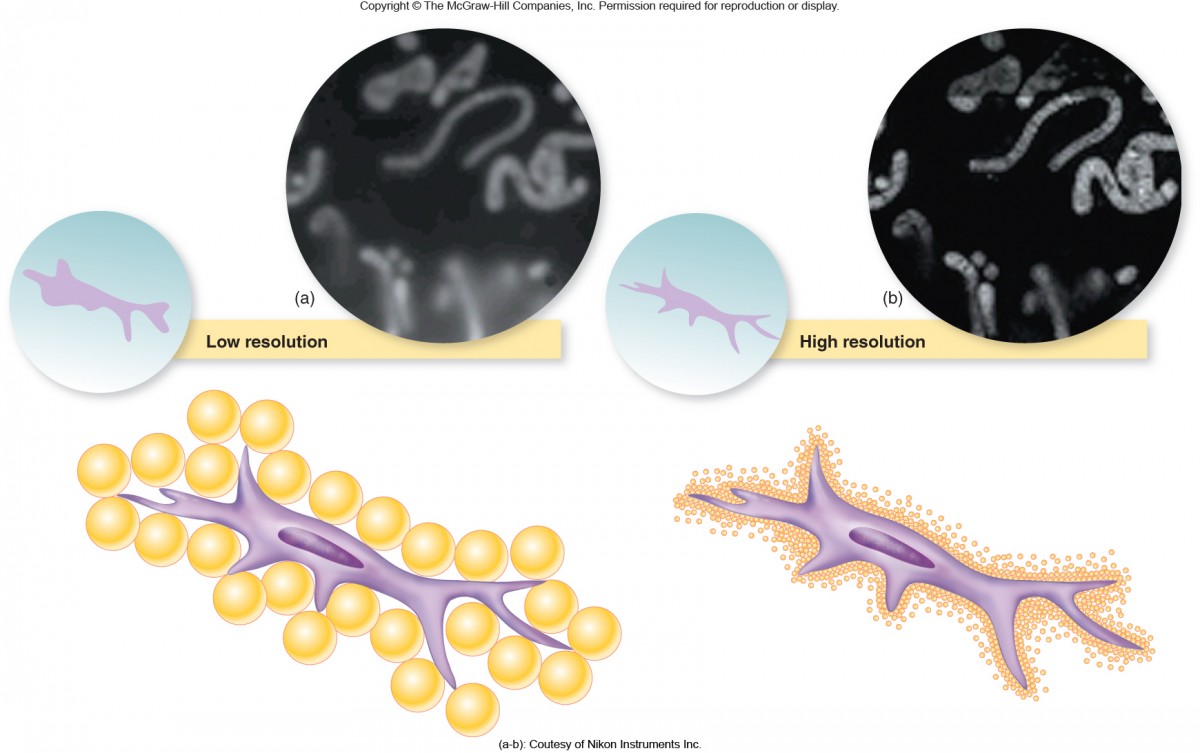 Copyright © The McGraw-Hill Companies, Inc. Permission required for reproduction or display.
(a)
(b)
Low resolution
High resolution
(a-b): Coutesy of Nikon Instruments Inc.